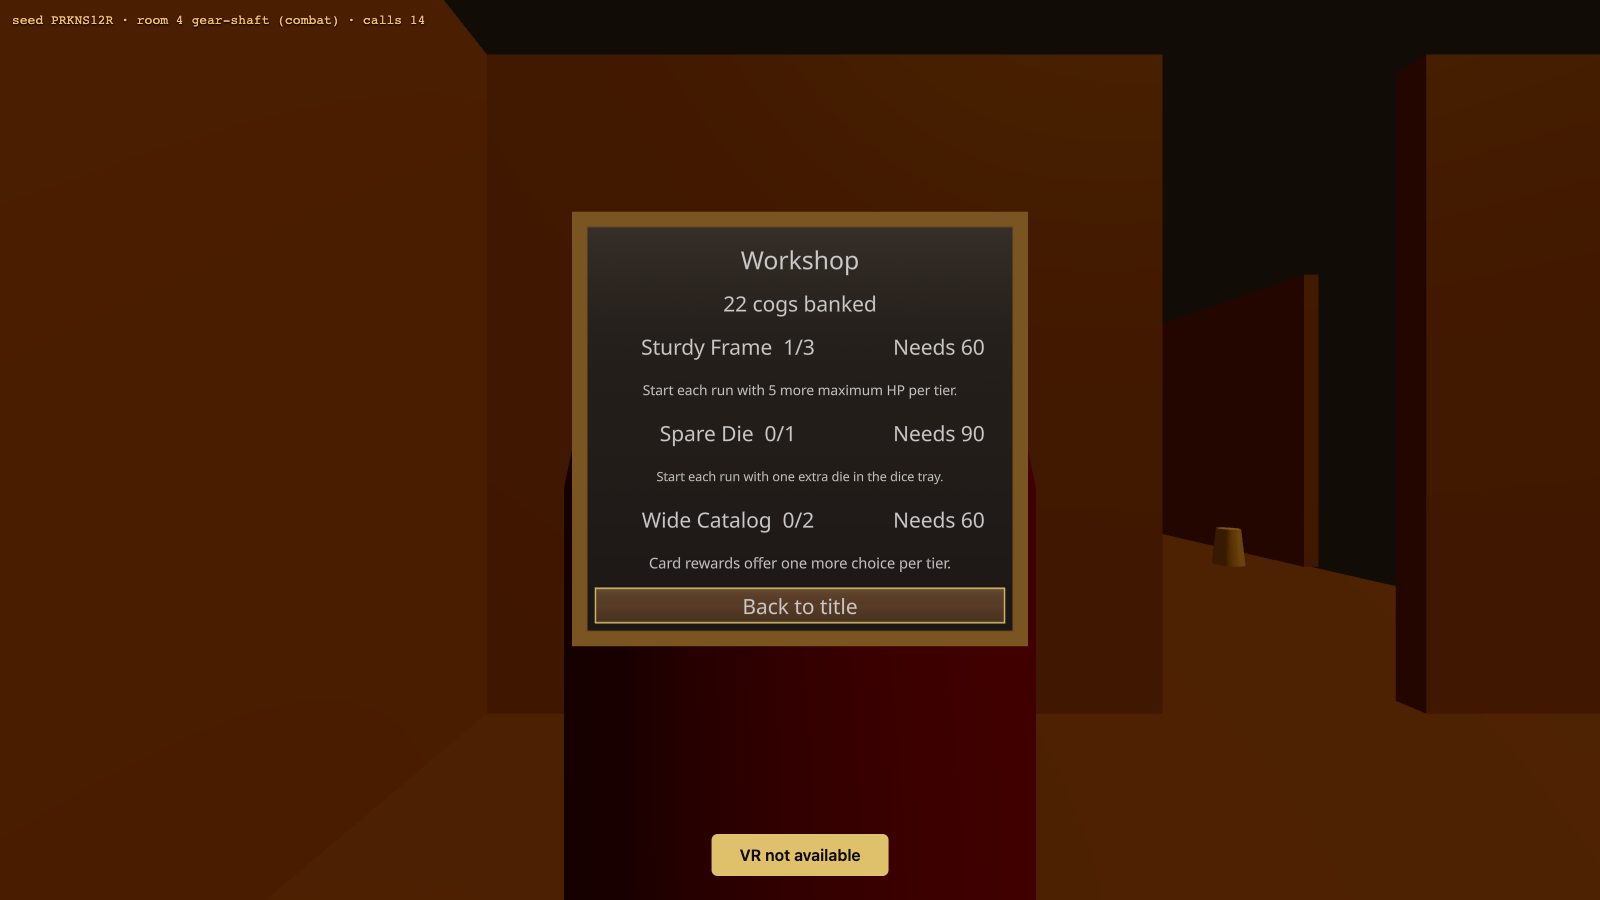 seed PRKNS12R · room 4 gear-shaft (combat) · calls 14
Workshop
22 cogs banked
Sturdy Frame 1/3 Needs 60
Start each run with 5 more maximum HP per tier.
Spare Die 0/1 Needs 90
Start each run with one extra die in the dice tray.
Wide Catalog 0/2 Needs 60
Card rewards offer one more choice per tier.
Back to title
VR not available